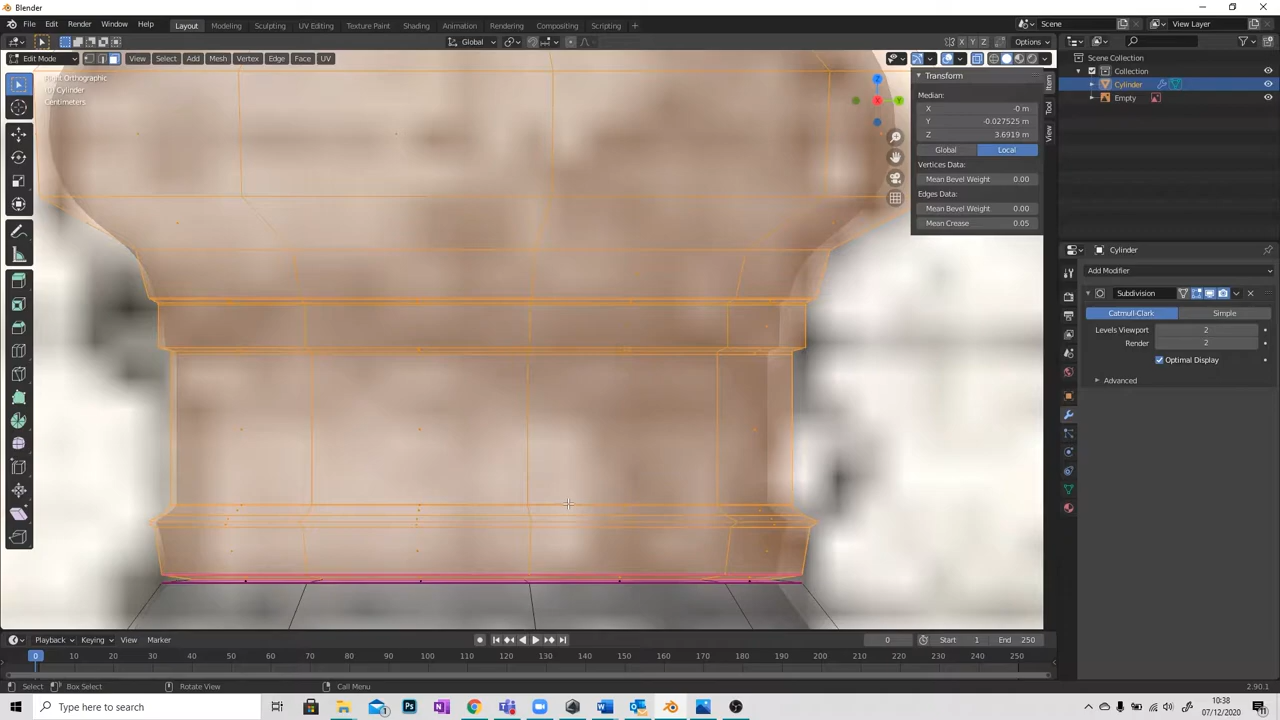 Blender
File Edit Render Window Help
Layout Modeling Sculpting UV Editing Texture Paint Shading Animation Rendering Compositing Scripting +
Scene View Layer
Global Options
Edit Mode View Select Add Mesh Vertex Edge Face UV
Right Orthographic
Cylinder
Centimeters
Transform
Median:
X -0 m
Y -0.027525 m
Z 3.6919 m
Global Local
Vertices Data:
Mean Bevel Weight 0.00
Edges Data:
Mean Bevel Weight 0.00
Mean Crease 0.05
Item
Tool
View
Scene Collection
Collection
Cylinder
Empty
Cylinder
Add Modifier
Subdivision
Catmull-Clark Simple
Levels Viewport 2
Render 2
Optimal Display
Advanced
Playback Keying View Marker
0 Start 1 End 250
0 10 20 30 40 50 60 70 80 90 100 110 120 130 140 150 160 170 180 190 200 210 220 230 240 250
Select Box Select Rotate View Call Menu 2.90.1
Type here to search
10:38
07/12/2020